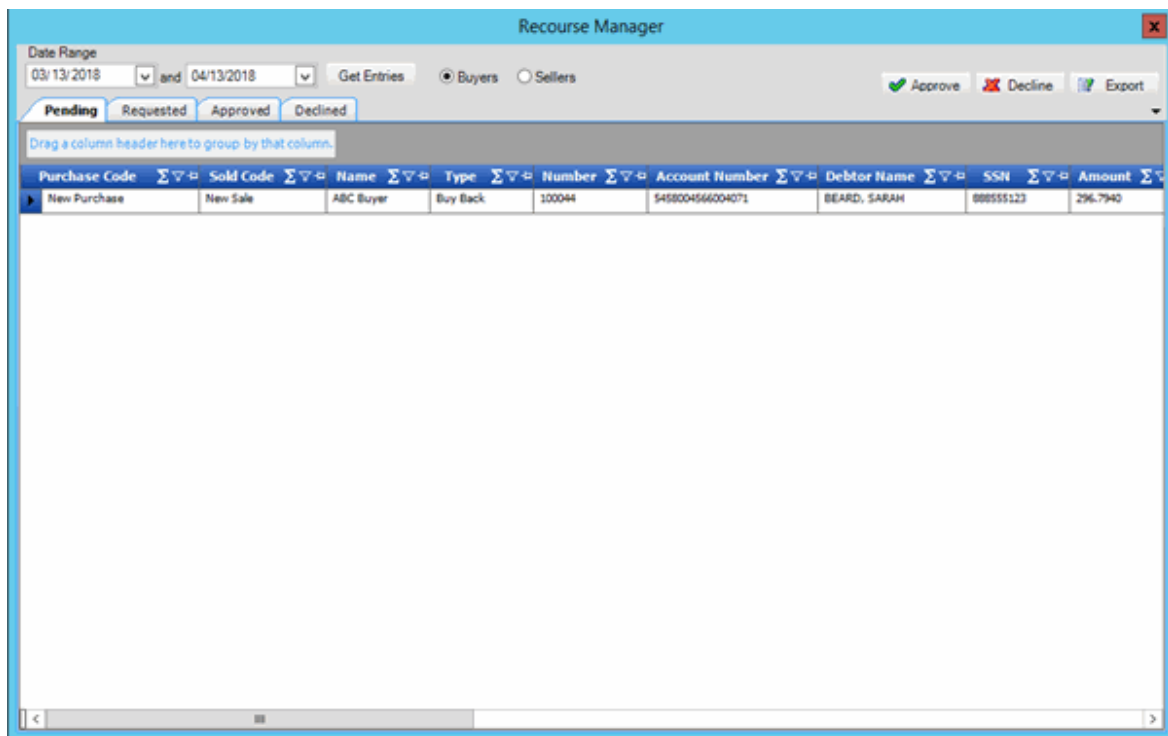 Recourse Manager
Date Range
03/13/2018 and 04/13/2018 Get Entries Buyers Sellers
Approve Decline Export
Pending Requested Approved Declined
Drag a column header here to group by that column.
Purchase Code Sold Code Name Type Number Account Number Debtor Name SSN Amount
New Purchase New Sale ABC Buyer Buy Back 100044 5458004566004071 BEARD, SARAH 888555123 296.7940